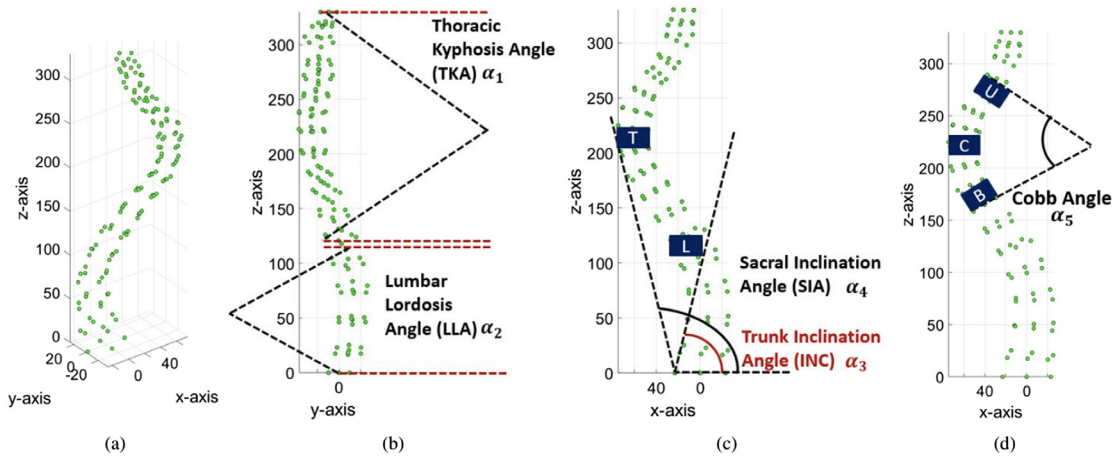 300
250
200
150
100
50
0
z-axis
20
0
-20
0
40
y-axis
x-axis
(a)
300
250
200
150
100
50
0
z-axis
0
y-axis
Thoracic
Kyphosis Angle
(TKA) α1
Lumbar
Lordosis
Angle (LLA) α2
(b)
300
250
200
150
100
50
0
z-axis
40
0
x-axis
T
L
Sacral Inclination
Angle (SIA) α4
Trunk Inclination
Angle (INC) α3
(c)
300
250
200
150
100
50
0
z-axis
40
0
x-axis
U
C
B
Cobb Angle
α5
(d)